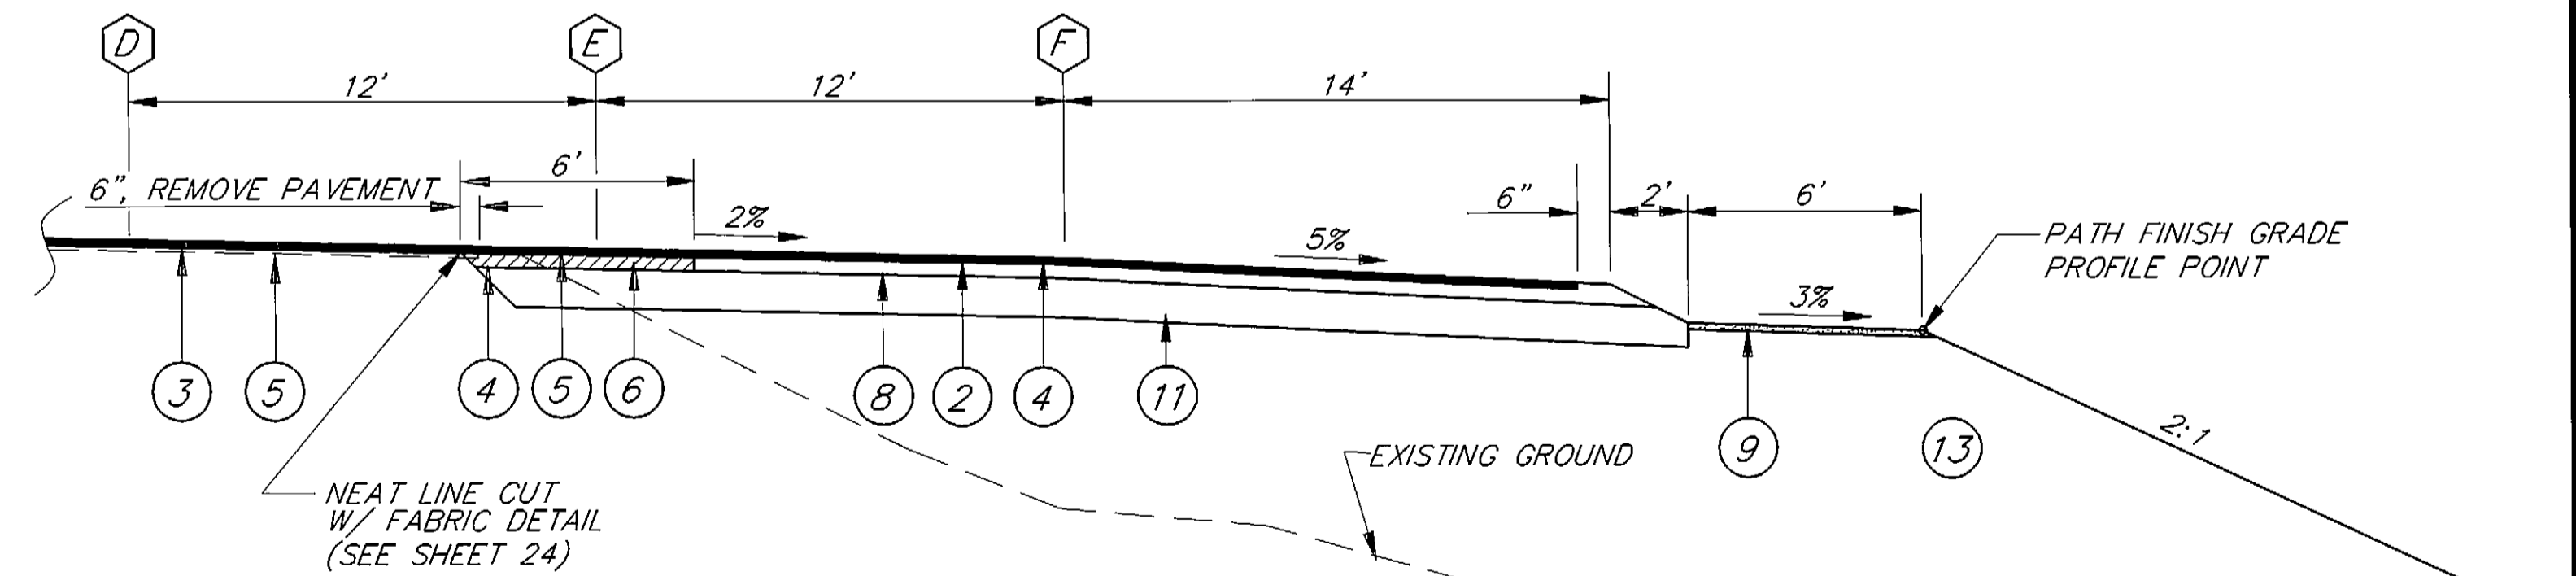 D
E
F
12'
12'
14'
6'
6", REMOVE PAVEMENT
2%
5%
6"
2'
6'
3%
PATH FINISH GRADE
PROFILE POINT
3
5
4
5
6
8
2
4
11
9
13
2:1
EXISTING GROUND
NEAT LINE CUT
W/ FABRIC DETAIL
(SEE SHEET 24)